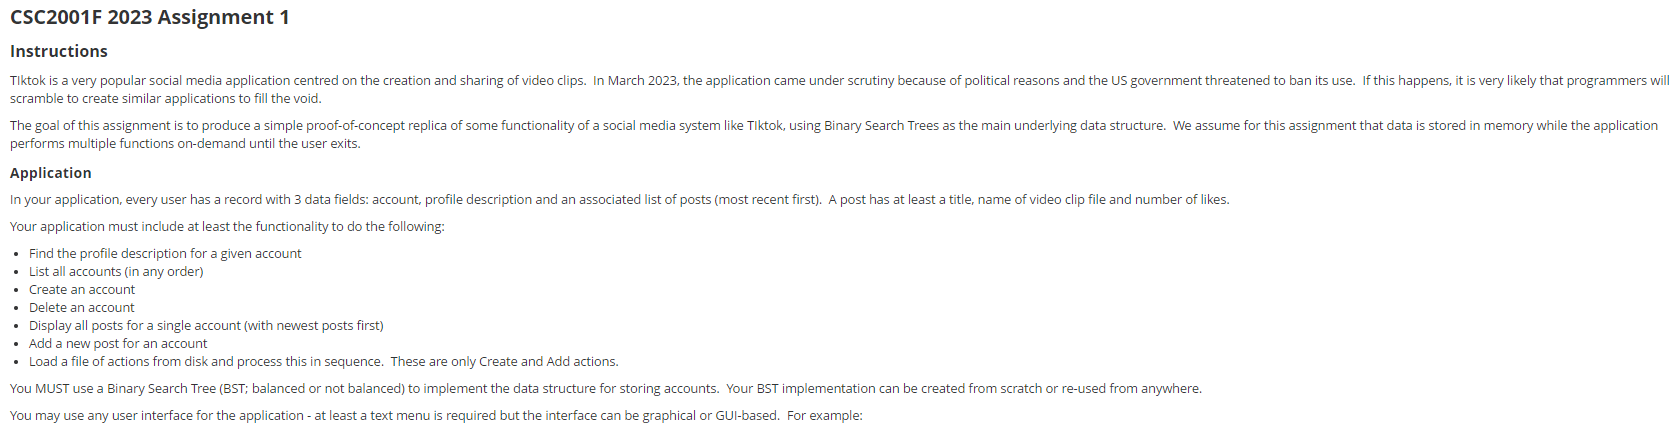 CSC2001F 2023 Assignment 1
Instructions
TIktok is a very popular social media application centred on the creation and sharing of video clips.  In March 2023, the application came under scrutiny because of political reasons and the US government threatened to ban its use.  If this happens, it is very likely that programmers will
scramble to create similar applications to fill the void.
The goal of this assignment is to produce a simple proof-of-concept replica of some functionality of a social media system like TIktok, using Binary Search Trees as the main underlying data structure.  We assume for this assignment that data is stored in memory while the application
performs multiple functions on-demand until the user exits.
Application
In your application, every user has a record with 3 data fields: account, profile description and an associated list of posts (most recent first).  A post has at least a title, name of video clip file and number of likes.
Your application must include at least the functionality to do the following:
• Find the profile description for a given account
• List all accounts (in any order)
• Create an account
• Delete an account
• Display all posts for a single account (with newest posts first)
• Add a new post for an account
• Load a file of actions from disk and process this in sequence.  These are only Create and Add actions.
You MUST use a Binary Search Tree (BST; balanced or not balanced) to implement the data structure for storing accounts.  Your BST implementation can be created from scratch or re-used from anywhere.
You may use any user interface for the application - at least a text menu is required but the interface can be graphical or GUI-based.  For example: